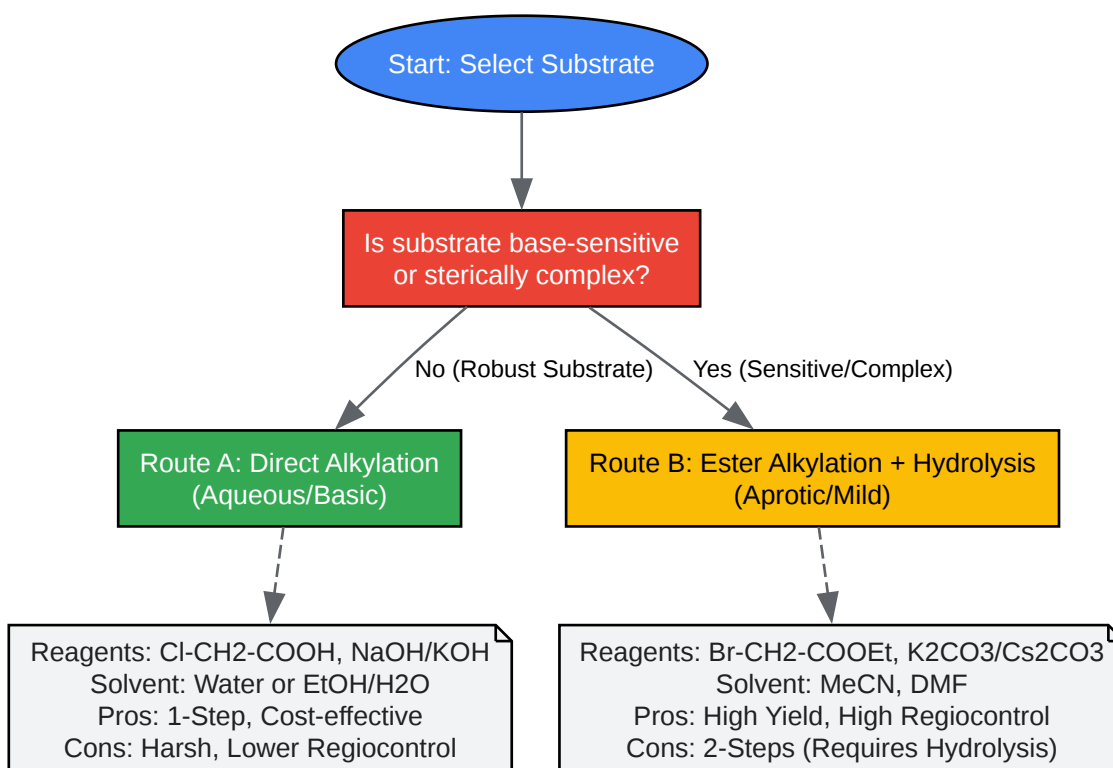 Start: Select Substrate
Is substrate base-sensitive
or sterically complex?
No (Robust Substrate)
Yes (Sensitive/Complex)
Route A: Direct Alkylation
(Aqueous/Basic)
Route B: Ester Alkylation + Hydrolysis
(Aprotic/Mild)
Reagents: Cl-CH2-COOH, NaOH/KOH
Solvent: Water or EtOH/H2O
Pros: 1-Step, Cost-effective
Cons: Harsh, Lower Regiocontrol
Reagents: Br-CH2-COOEt, K2CO3/Cs2CO3
Solvent: MeCN, DMF
Pros: High Yield, High Regiocontrol
Cons: 2-Steps (Requires Hydrolysis)